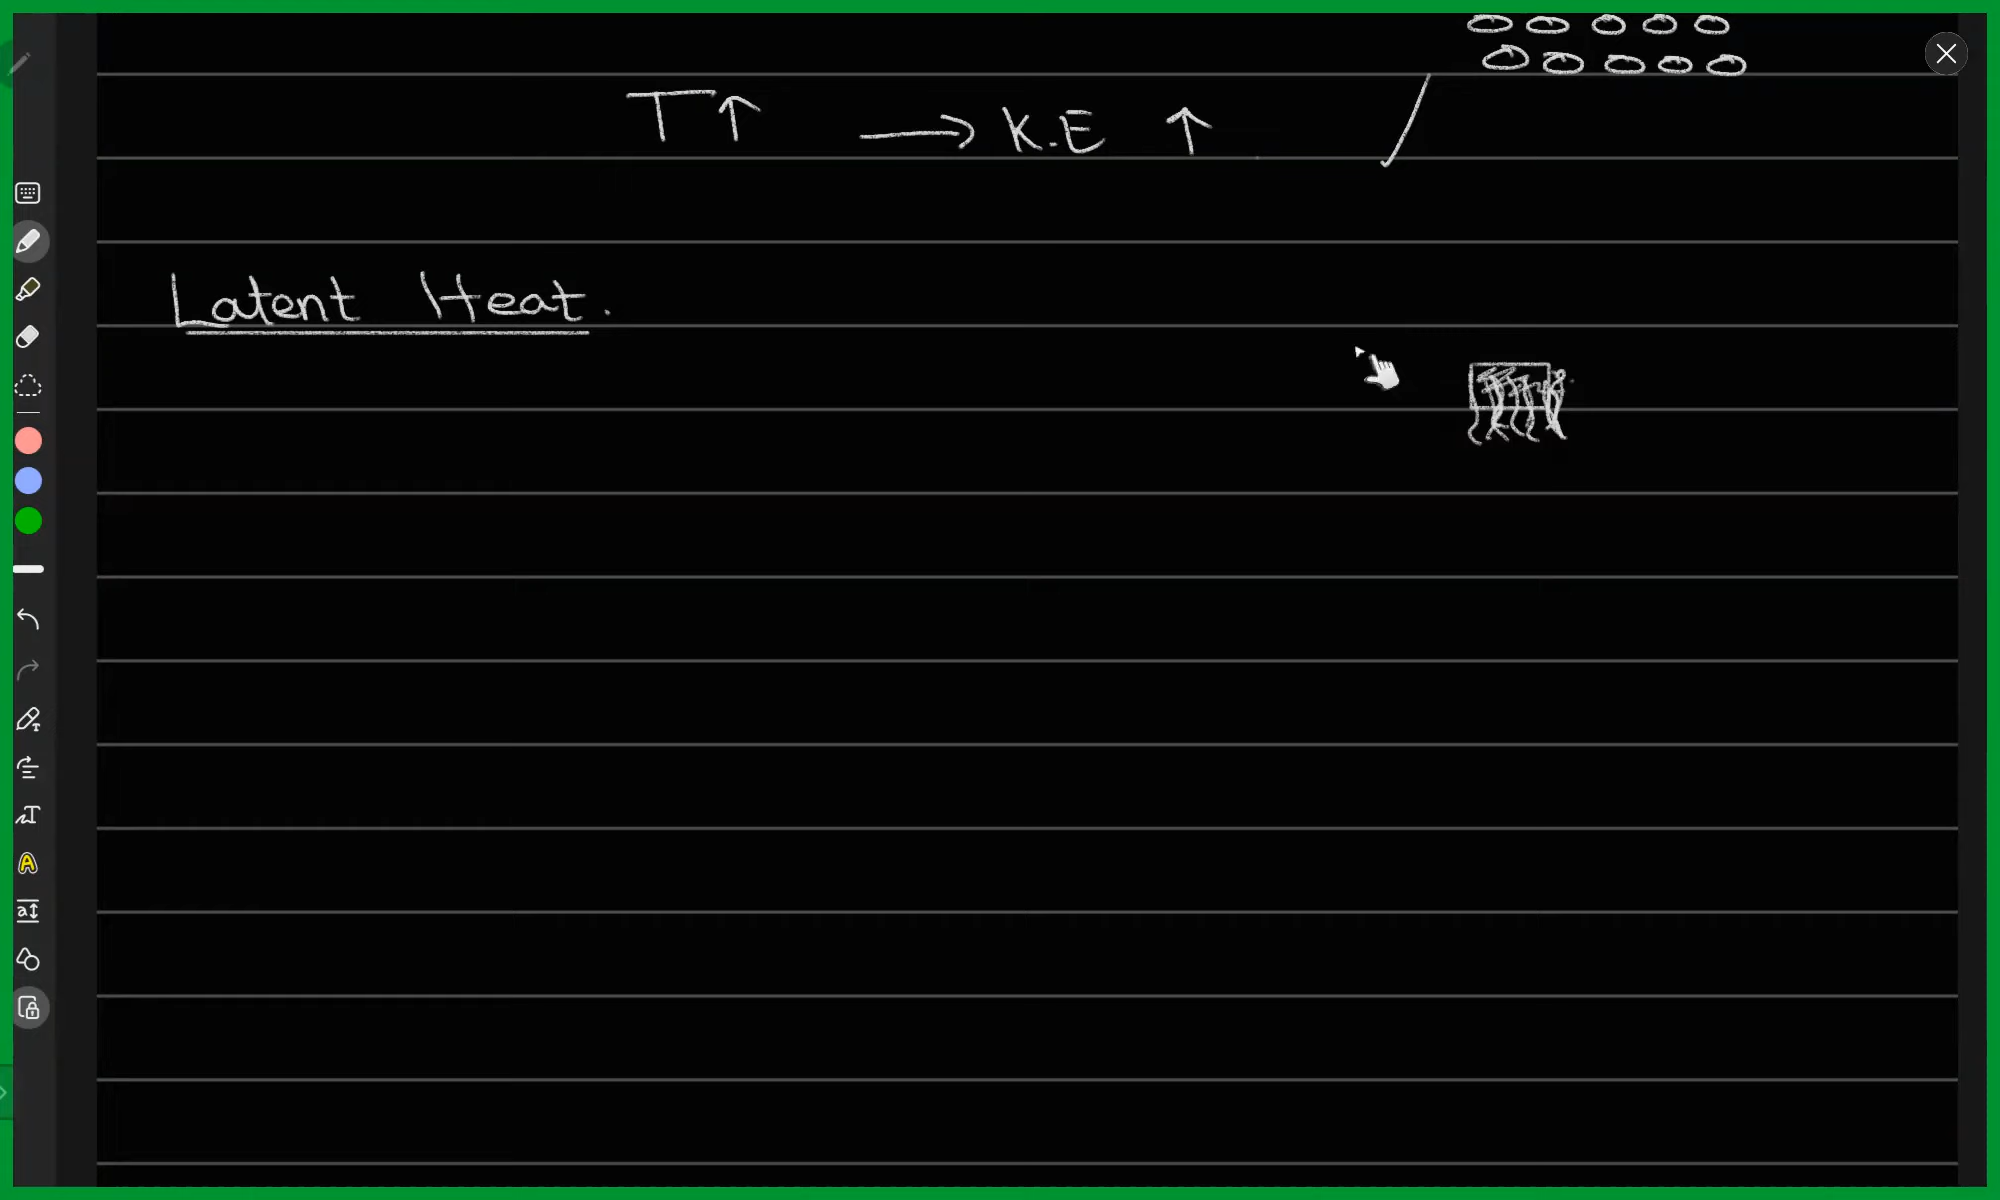 T↑ → K.E ↑
Latent Heat.